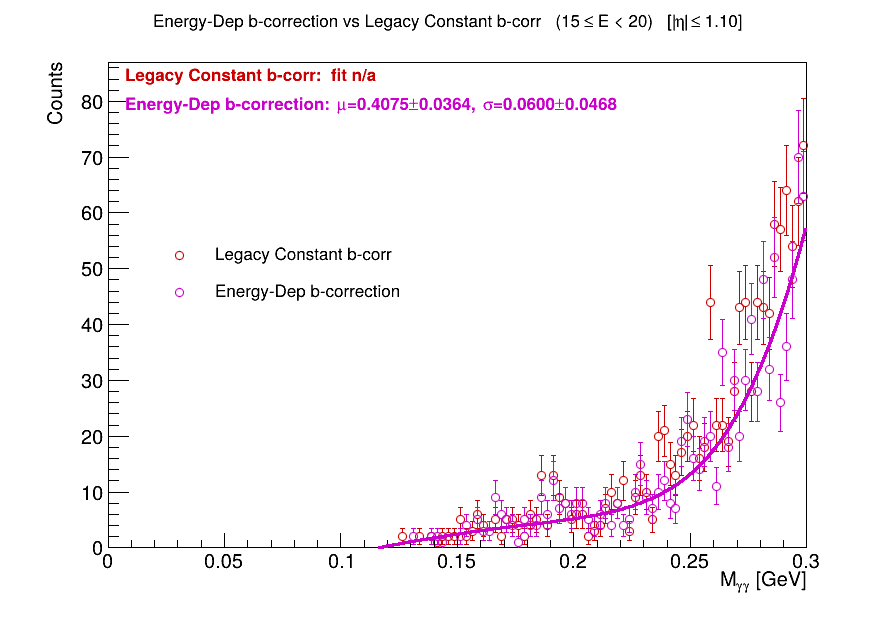 Energy-Dep b-correction vs Legacy Constant b-corr (15 ≤ E < 20) [|η| ≤ 1.10]
Legacy Constant b-corr: fit n/a
Energy-Dep b-correction: μ=0.4075±0.0364, σ=0.0600±0.0468
Counts
80
70
60
50
40
30
20
10
0
Legacy Constant b-corr
Energy-Dep b-correction
0 0.05 0.1 0.15 0.2 0.25 0.3
Mγγ [GeV]